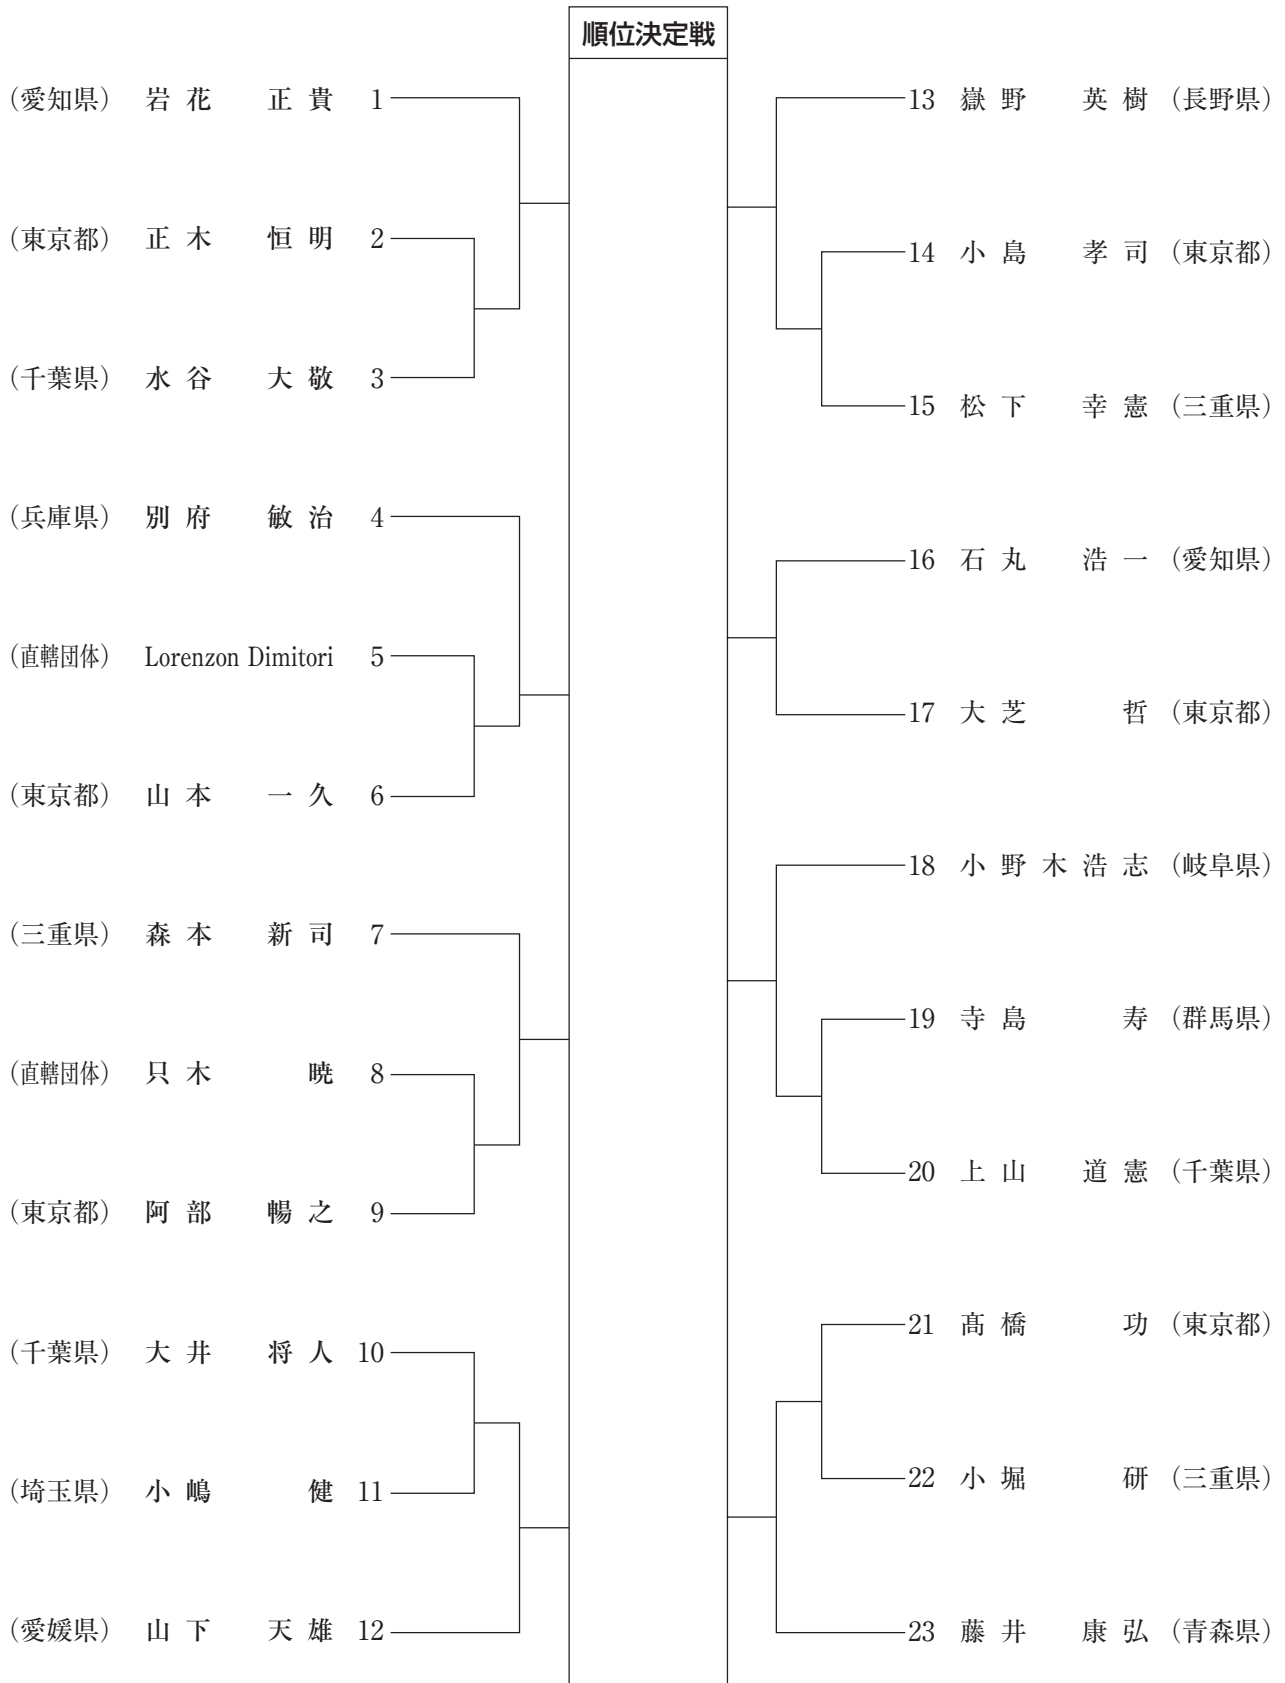 順位決定戦
（愛知県） 岩花 正貴 1
（東京都） 正木 恒明 2
（千葉県） 水谷 大敬 3
（兵庫県） 別府 敏治 4
（直轄団体） Lorenzon Dimitori 5
（東京都） 山本 一久 6
（三重県） 森本 新司 7
（直轄団体） 只木 暁 8
（東京都） 阿部 暢之 9
（千葉県） 大井 将人 10
（埼玉県） 小嶋 健 11
（愛媛県） 山下 天雄 12
13 嶽野 英樹 （長野県）
14 小島 孝司 （東京都）
15 松下 幸憲 （三重県）
16 石丸 浩一 （愛知県）
17 大芝 哲 （東京都）
18 小野木浩志 （岐阜県）
19 寺島 寿 （群馬県）
20 上山 道憲 （千葉県）
21 髙橋 功 （東京都）
22 小堀 研 （三重県）
23 藤井 康弘 （青森県）